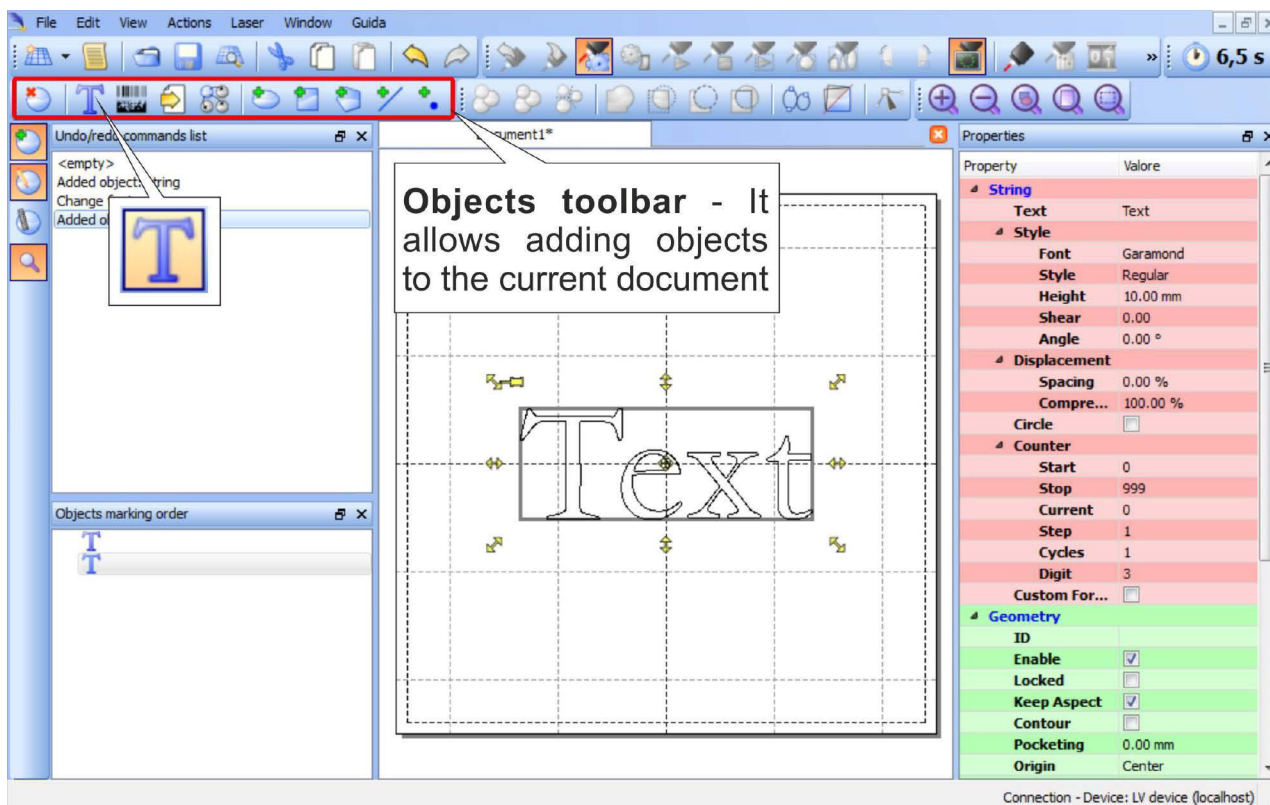 File Edit View Actions Laser Window Guida
6,5 s
Undo/redo commands list
<empty>
Added object: string
Change
Added
Objects marking order
Objects toolbar - It
allows adding objects
to the current document
Text
Properties
Property Valore
String
Text Text
Style
Font Garamond
Style Regular
Height 10.00 mm
Shear 0.00
Angle 0.00 °
Displacement
Spacing 0.00 %
Compre... 100.00 %
Circle
Counter
Start 0
Stop 999
Current 0
Step 1
Cycles 1
Digit 3
Custom For...
Geometry
ID
Enable
Locked
Keep Aspect
Contour
Pocketing 0.00 mm
Origin Center
Connection - Device: LV device (localhost)